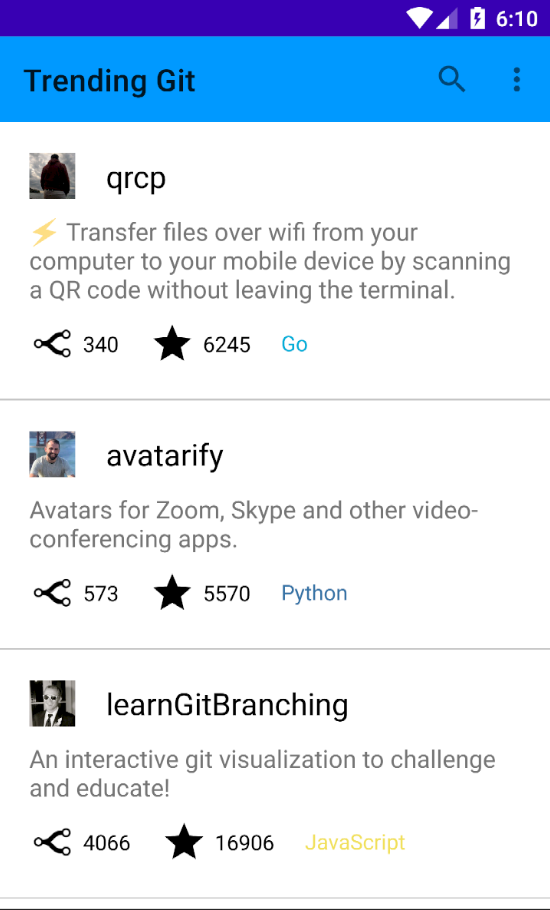 6:10
Trending Git
qrcp
⚡ Transfer files over wifi from your
computer to your mobile device by scanning
a QR code without leaving the terminal.
340 6245 Go
avatarify
Avatars for Zoom, Skype and other video-
conferencing apps.
573 5570 Python
learnGitBranching
An interactive git visualization to challenge
and educate!
4066 16906 JavaScript